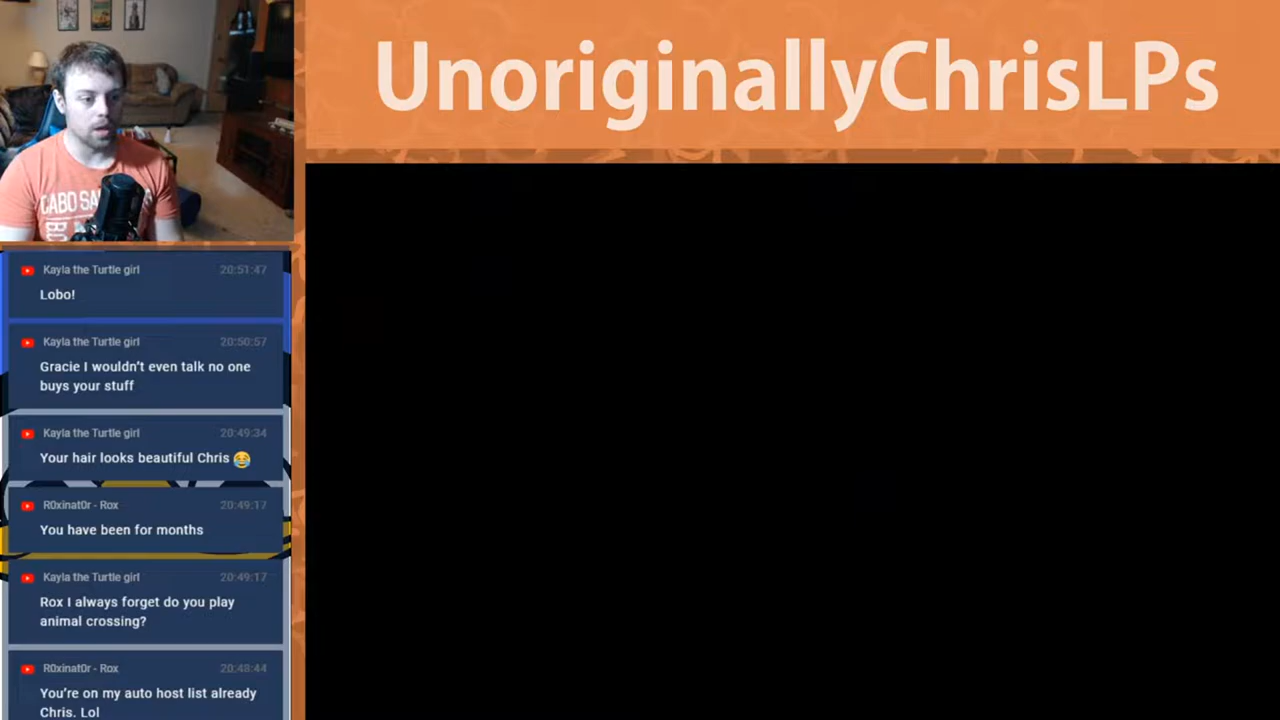 UnoriginallyChrisLPs
CABO SA
Kayla the Turtle girl 20:51:47
Lobo!
Kayla the Turtle girl 20:50:57
Gracie I wouldn't even talk no one
buys your stuff
Kayla the Turtle girl 20:49:34
Your hair looks beautiful Chris 😂
R0xinat0r - Rox 20:49:17
You have been for months
Kayla the Turtle girl 20:49:17
Rox I always forget do you play
animal crossing?
R0xinat0r - Rox 20:48:44
You're on my auto host list already
Chris. Lol